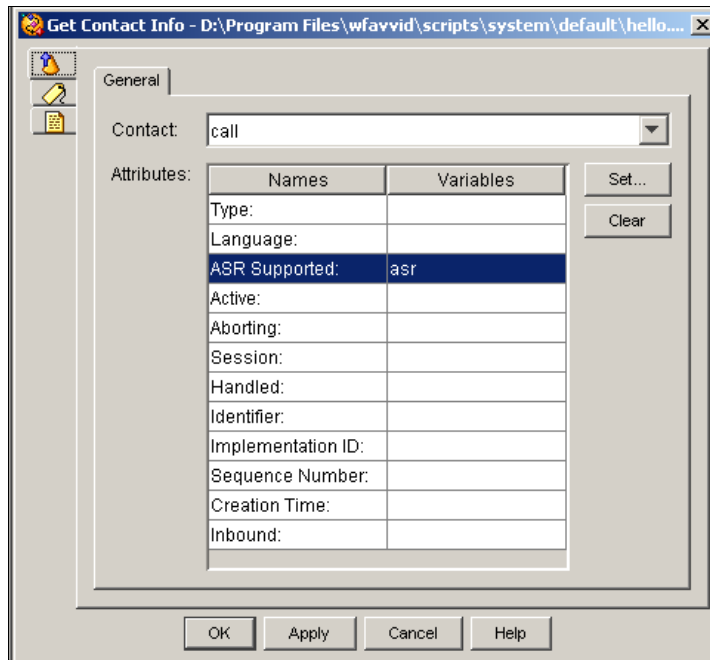 Get Contact Info - D:\Program Files\wfavvid\scripts\system\default\hello....
General
Contact: call
Attributes: Names Variables Set...
Type: Clear
Language:
ASR Supported: asr
Active:
Aborting:
Session:
Handled:
Identifier:
Implementation ID:
Sequence Number:
Creation Time:
Inbound:
OK Apply Cancel Help